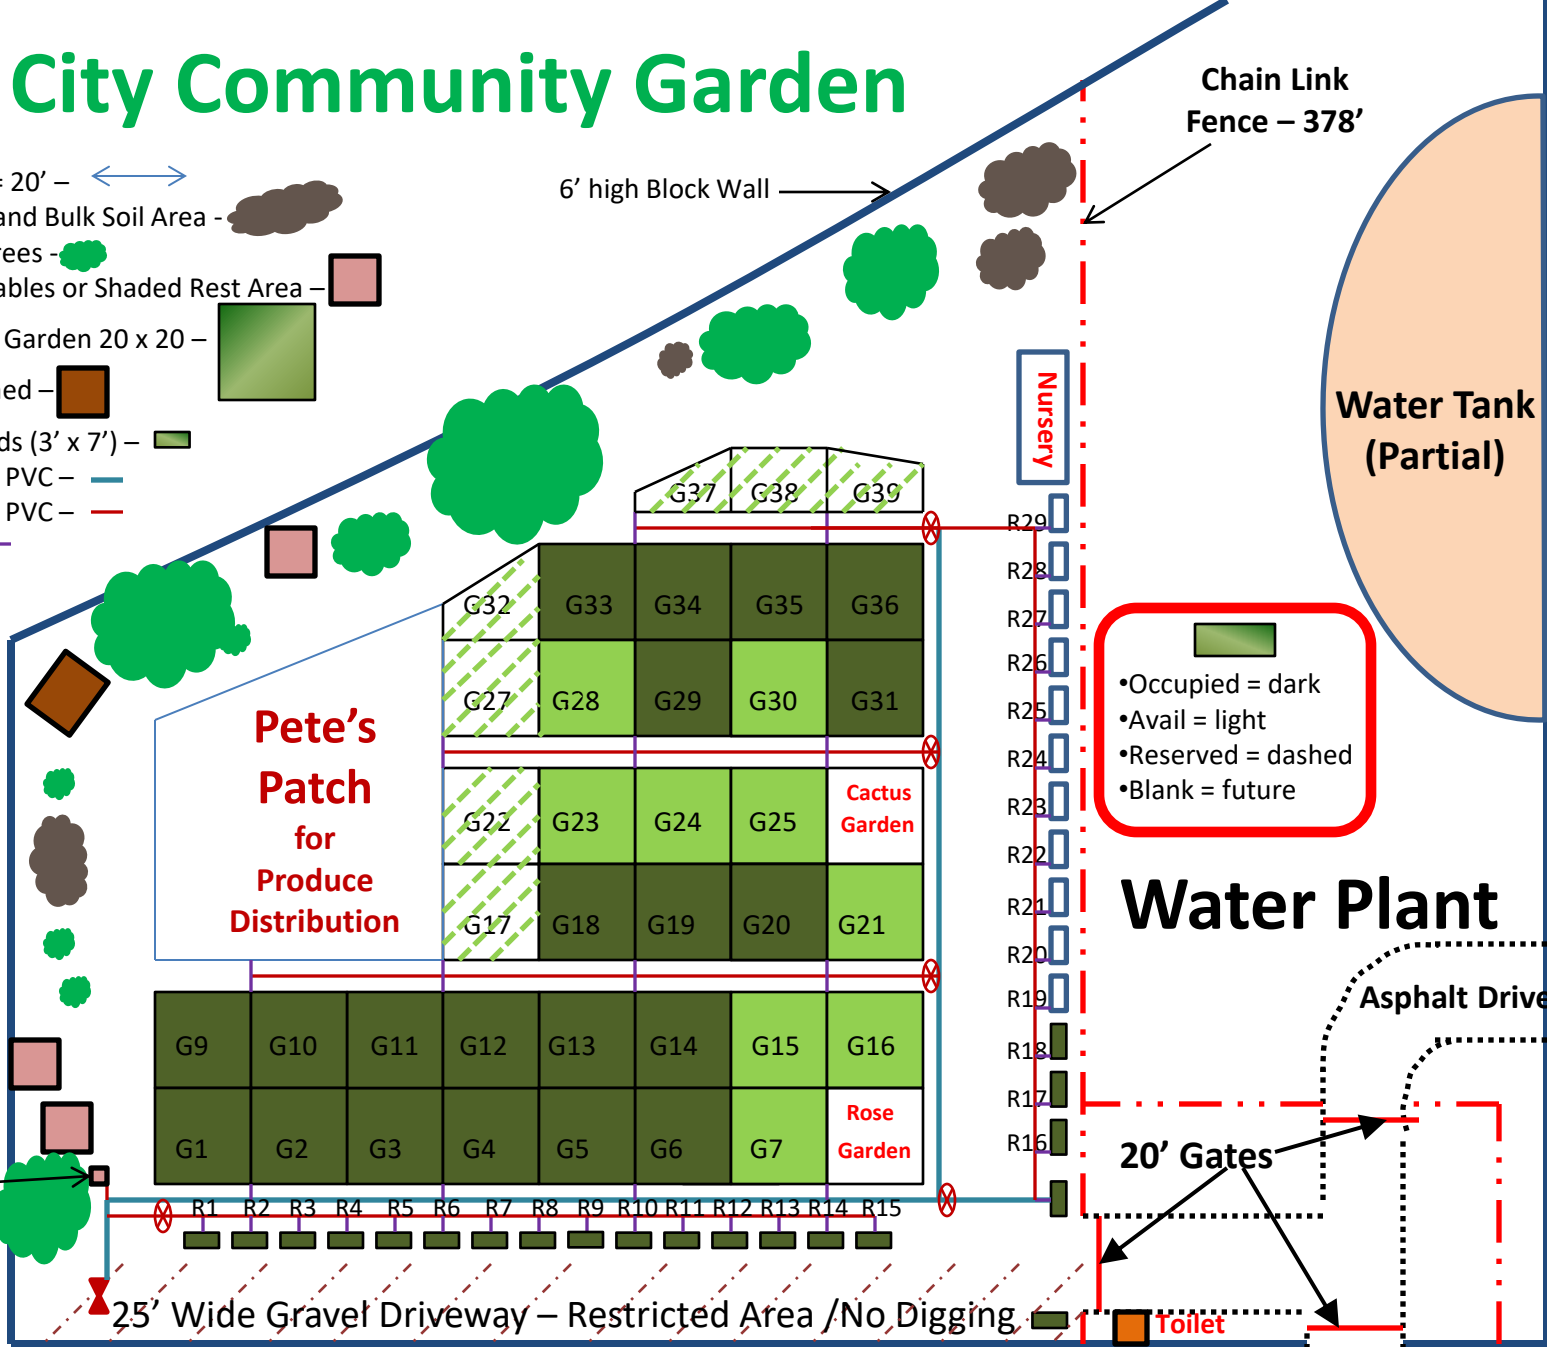 City Community Garden
= 20’ –
and Bulk Soil Area -
rees -
ables or Shaded Rest Area –
Garden 20 x 20 –
ned –
ds (3’ x 7’) –
PVC –
PVC –
6’ high Block Wall
Chain Link
Fence – 378’
Water Tank
(Partial)
Nursery
G37 G38 G39
G32 G33 G34 G35 G36
G27 G28 G29 G30 G31
G22 G23 G24 G25
Cactus
Garden
G17 G18 G19 G20 G21
Pete’s
Patch
for
Produce
Distribution
G9 G10 G11 G12 G13 G14 G15 G16
G1 G2 G3 G4 G5 G6 G7
Rose
Garden
R1 R2 R3 R4 R5 R6 R7 R8 R9 R10 R11 R12 R13 R14 R15
R29
R28
R27
R26
R25
R24
R23
R22
R21
R20
R19
R18
R17
R16
•Occupied = dark
•Avail = light
•Reserved = dashed
•Blank = future
Water Plant
Asphalt Drive
20’ Gates
25’ Wide Gravel Driveway – Restricted Area /No Digging
Toilet